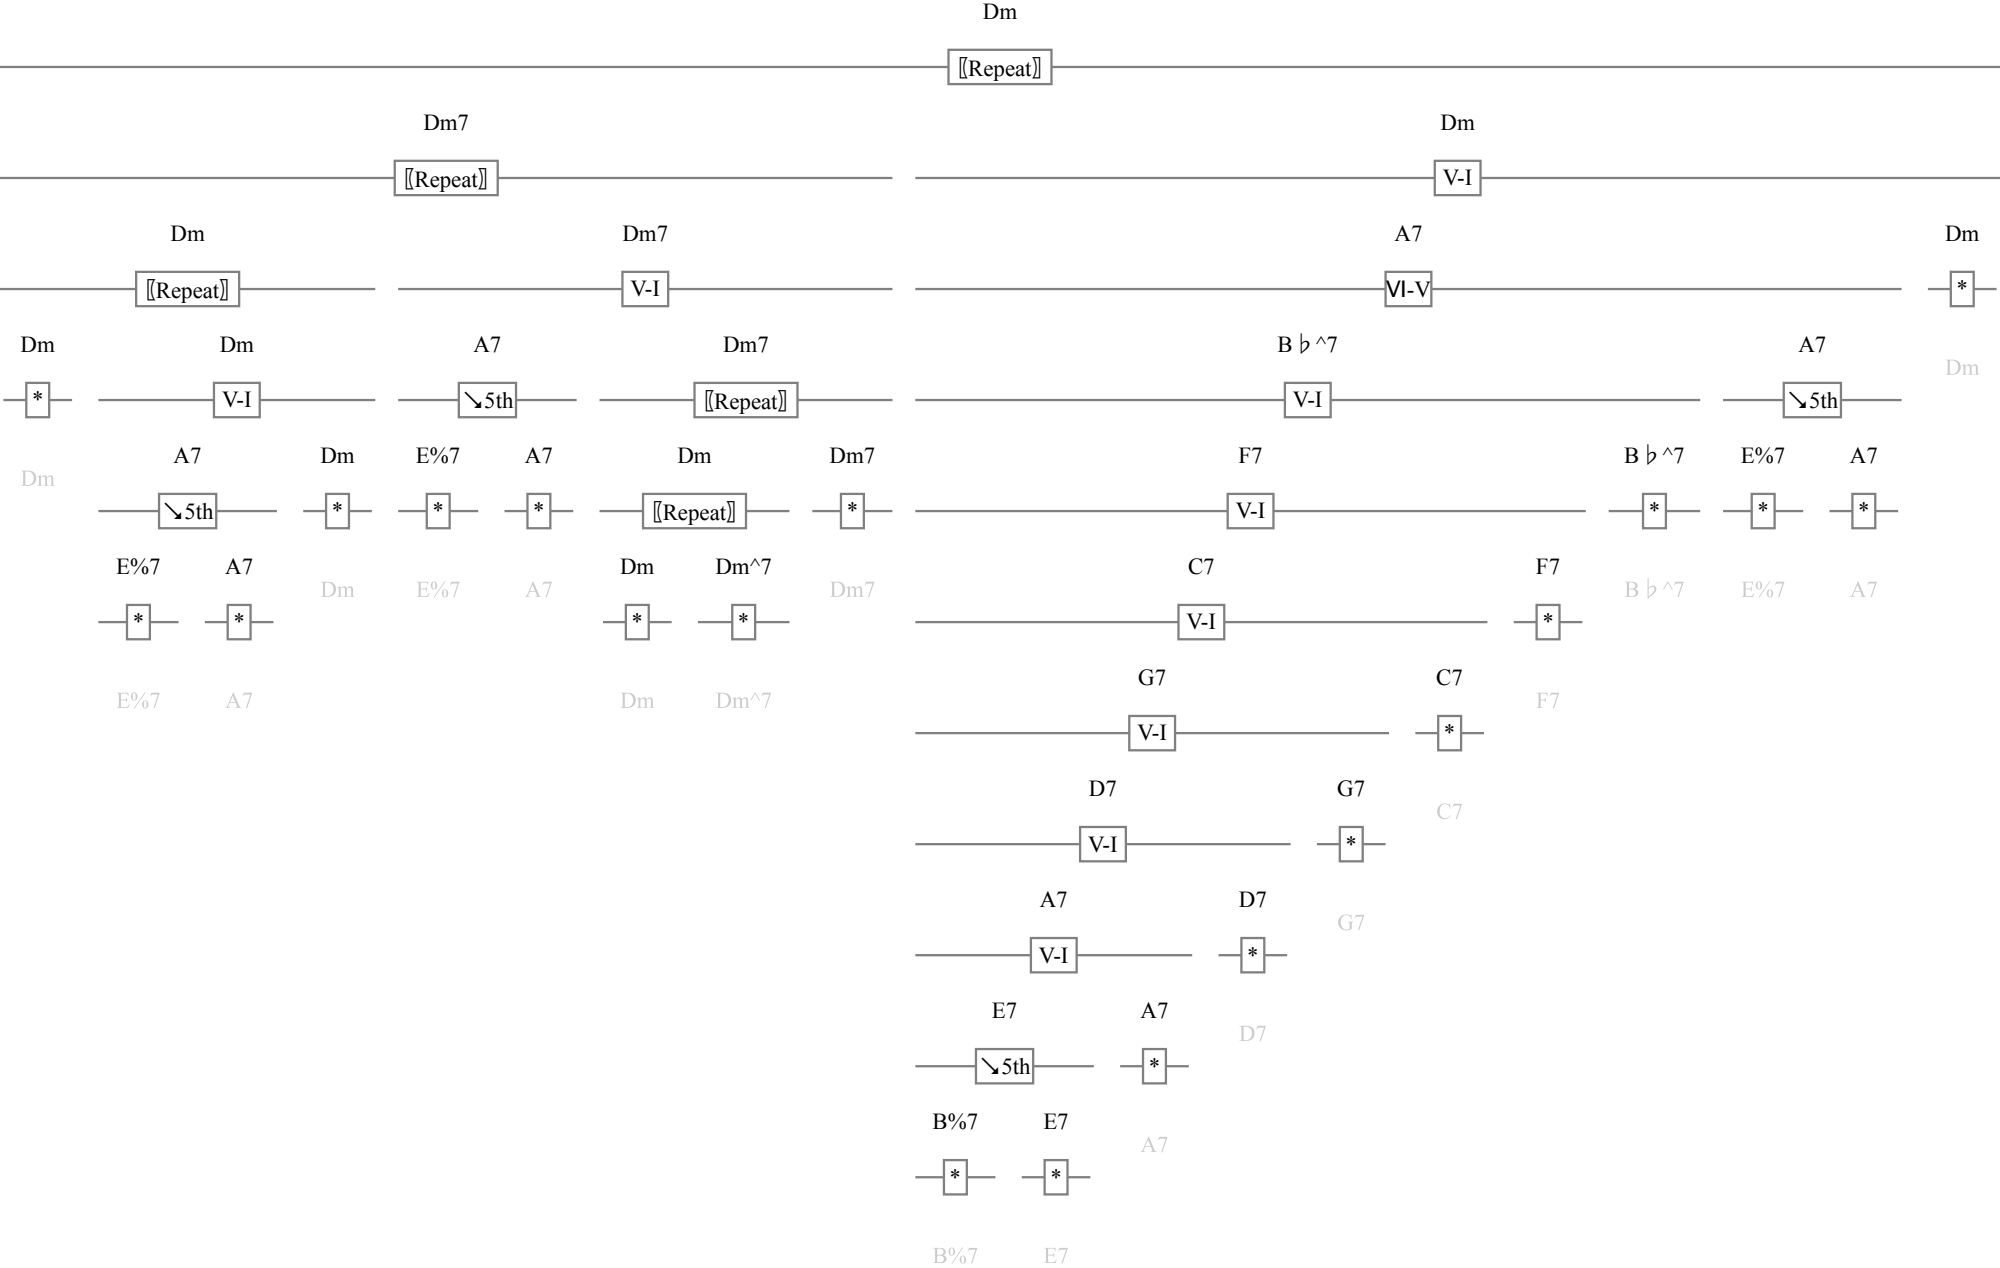 Dm
⟦Repeat⟧
Dm7 Dm
⟦Repeat⟧ V-I
Dm Dm7 A7 Dm
⟦Repeat⟧ V-I Ⅵ-V *
Dm Dm A7 Dm7 B♭^7 A7 Dm
* V-I ↘5th ⟦Repeat⟧ V-I ↘5th
Dm A7 Dm E%7 A7 Dm Dm7 F7 B♭^7 E%7 A7
↘5th * * * ⟦Repeat⟧ * V-I * * *
E%7 A7 Dm E%7 A7 Dm Dm^7 Dm7 C7 F7 B♭^7 E%7 A7
* * * * V-I *
E%7 A7 Dm Dm^7 G7 C7 F7
V-I *
D7 G7 C7
V-I *
A7 D7 G7
V-I *
E7 A7 D7
↘5th *
B%7 E7 A7
* *
B%7 E7